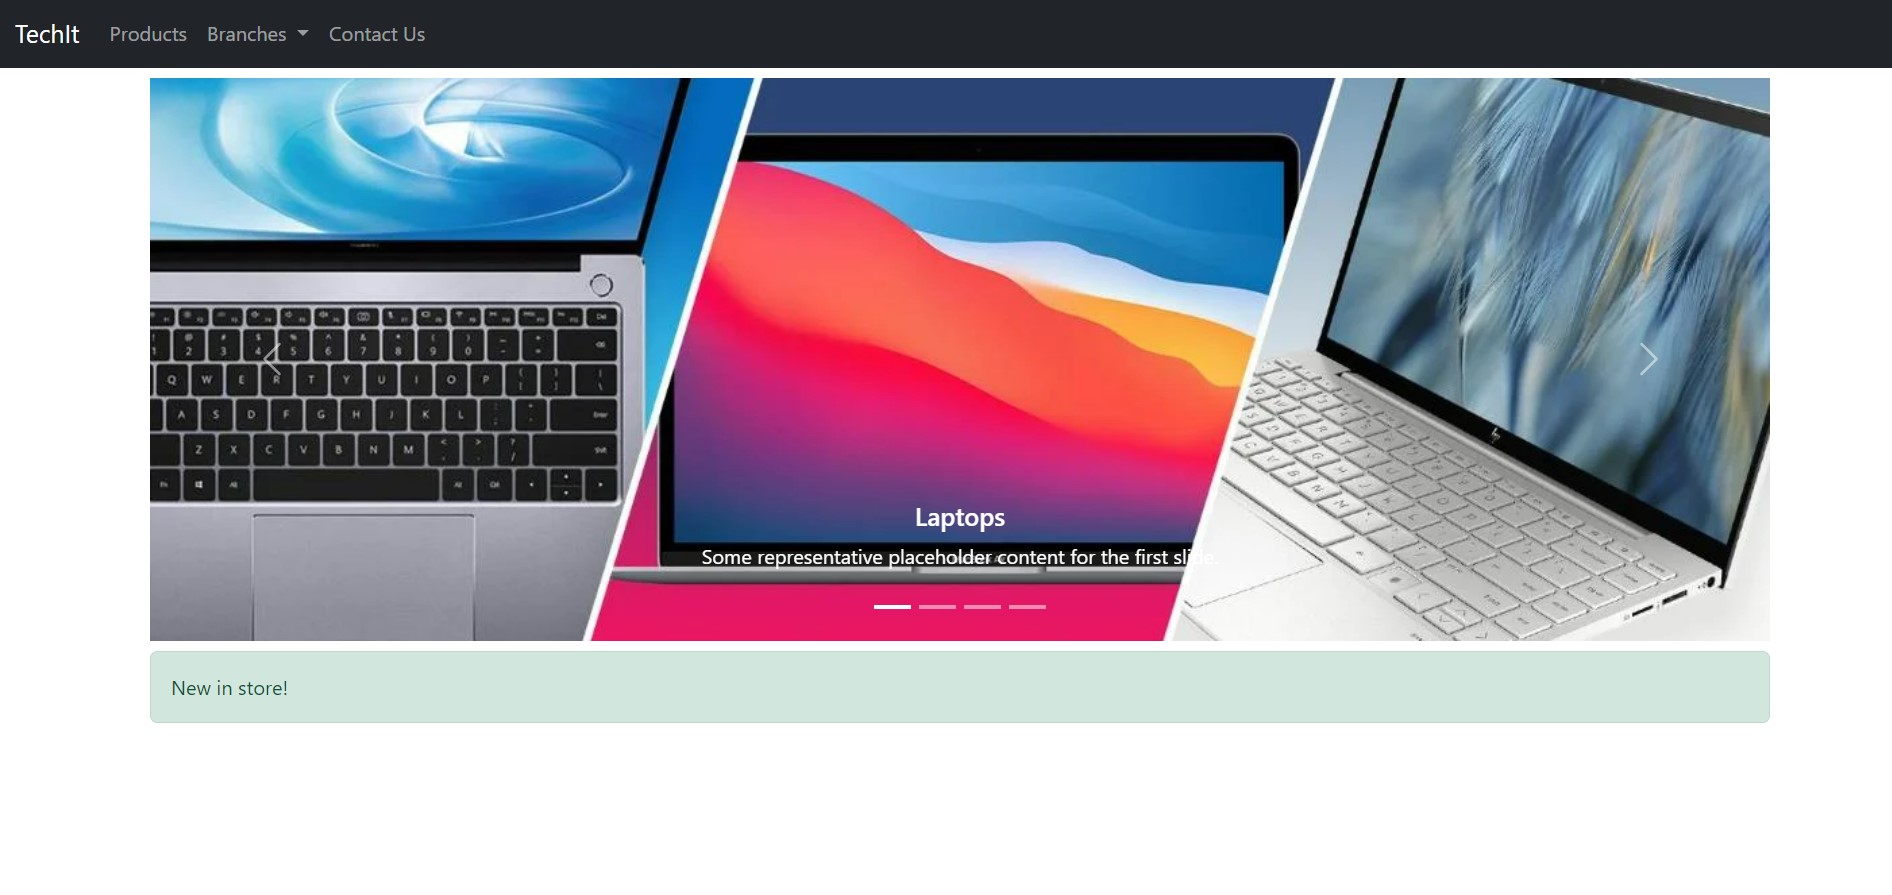 TechIt Products Branches Contact Us
Laptops
Some representative placeholder content for the first slide.
New in store!